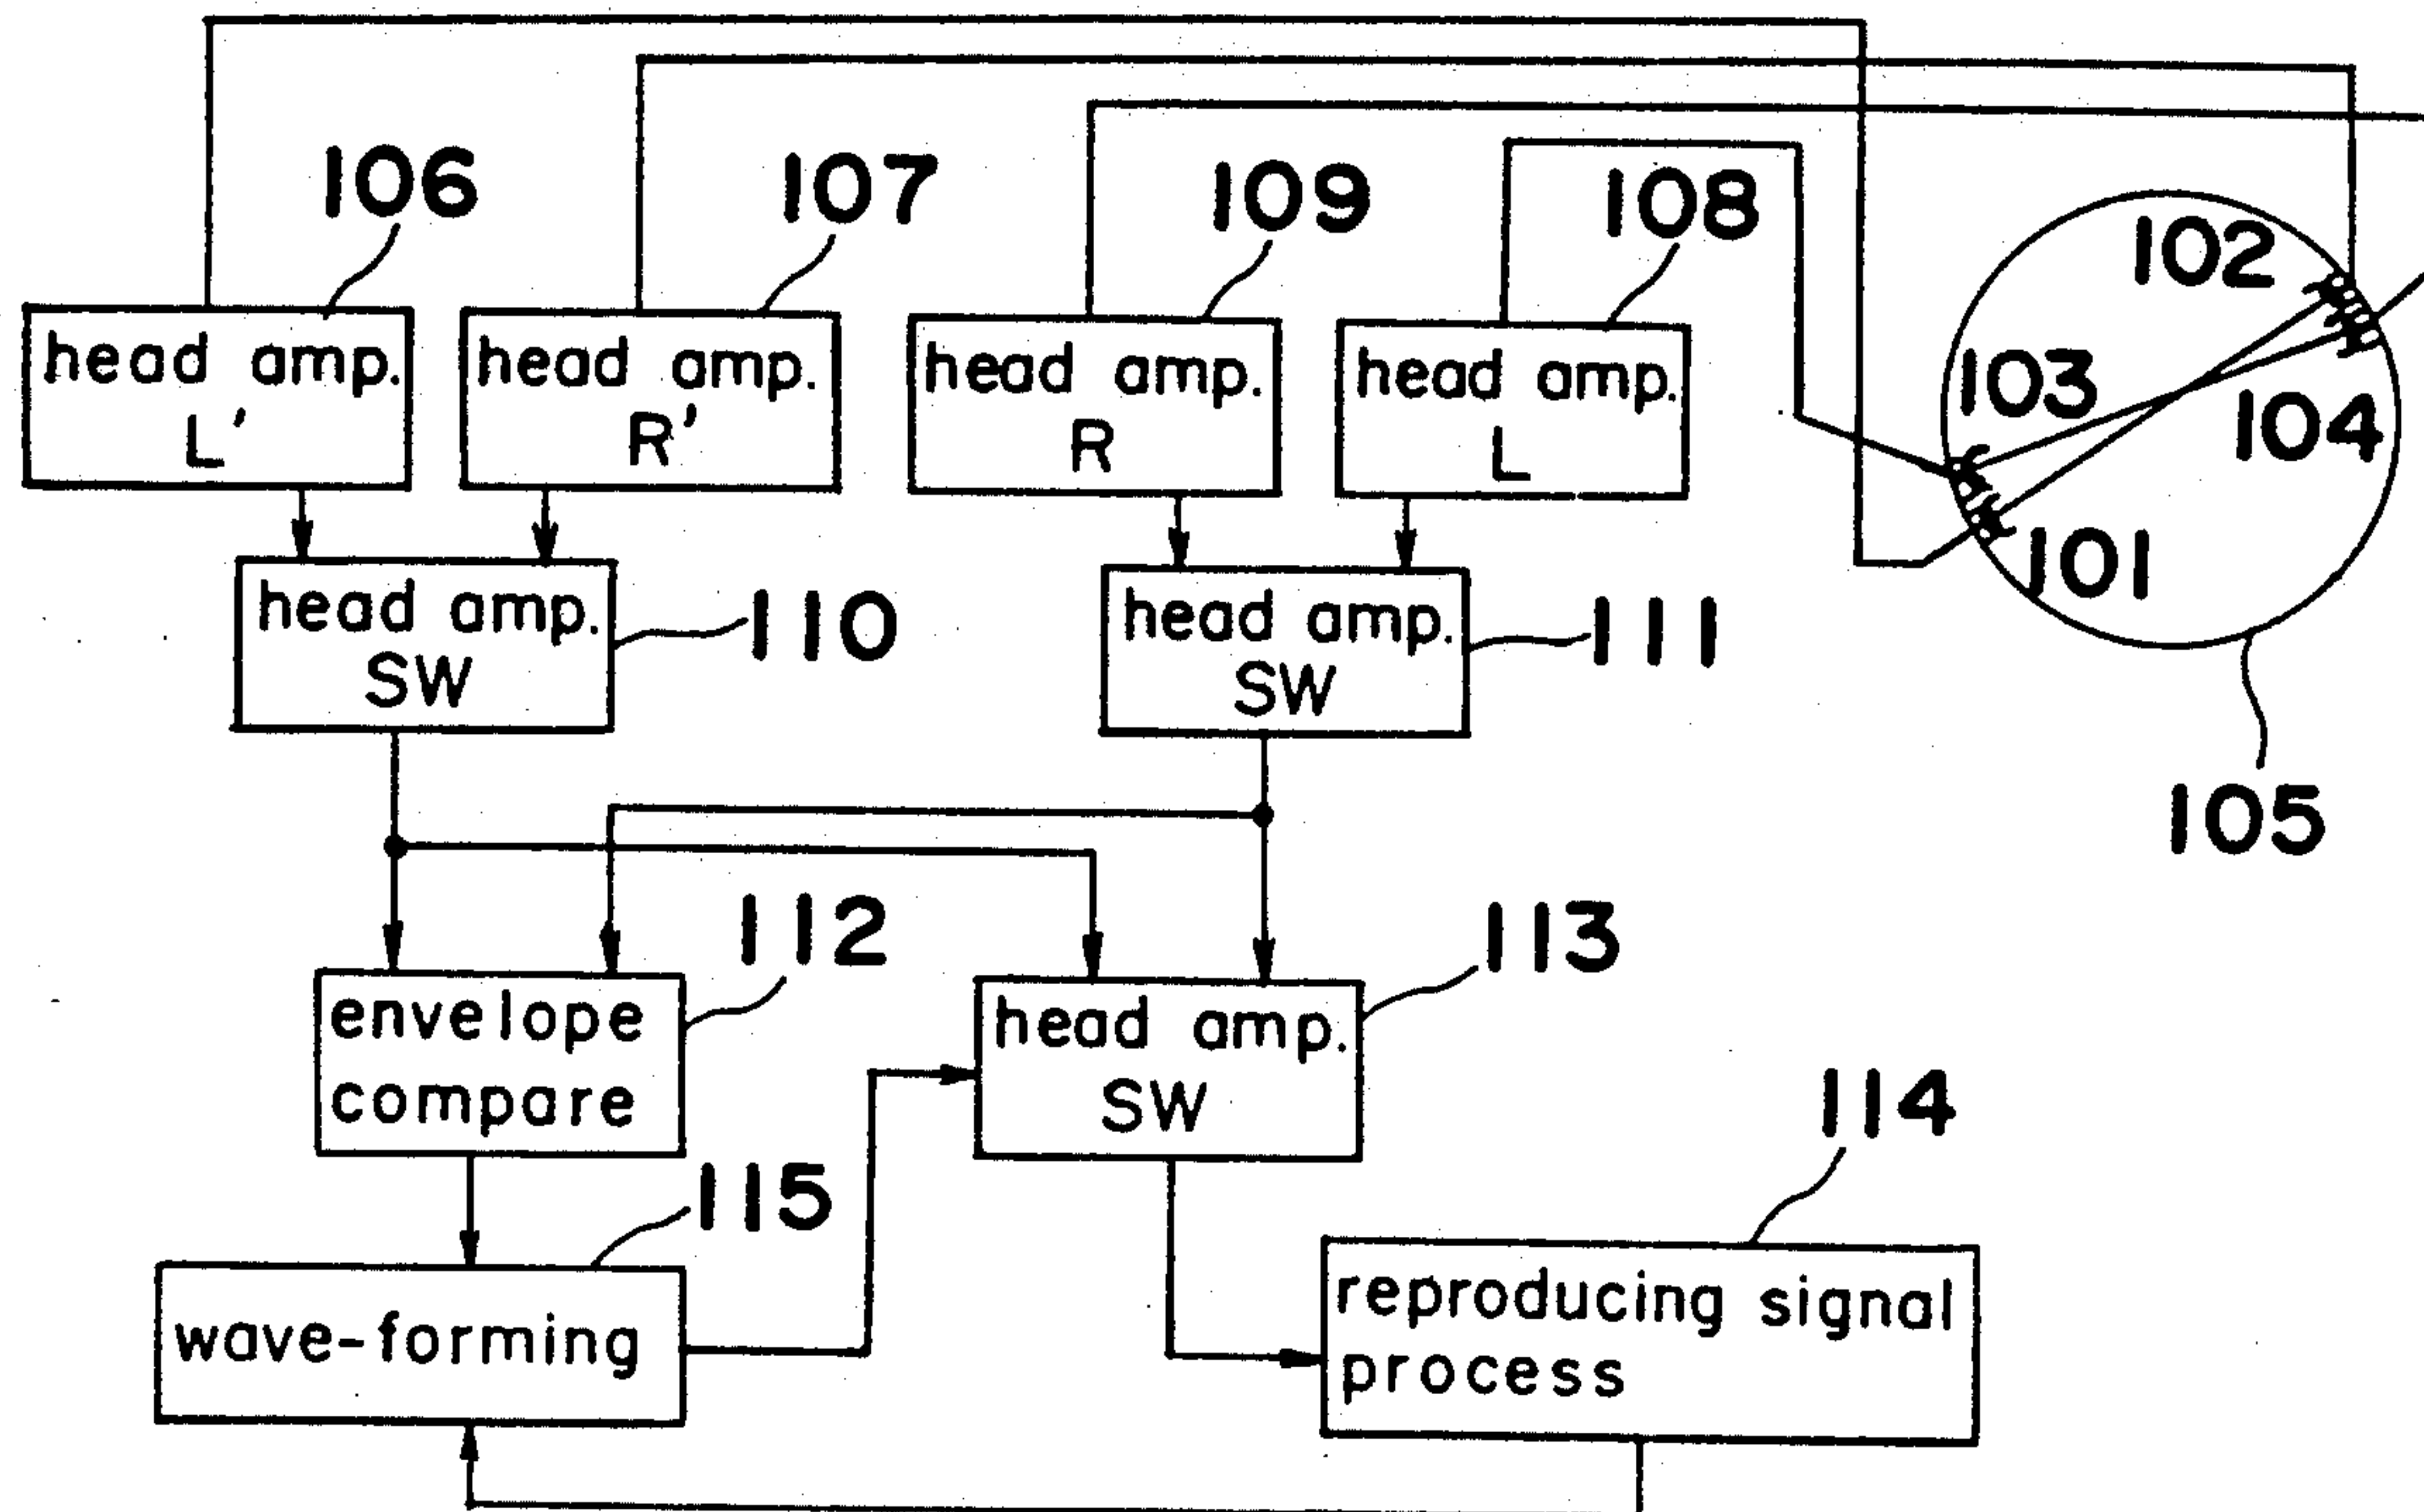 106
107
109
108
102
103
104
101
105
head amp.
L'
head amp.
R'
head amp.
R
head amp.
L
head amp.
SW
110
head amp.
SW
111
112
113
envelope
compare
head amp.
SW
114
115
wave-forming
reproducing signal
process